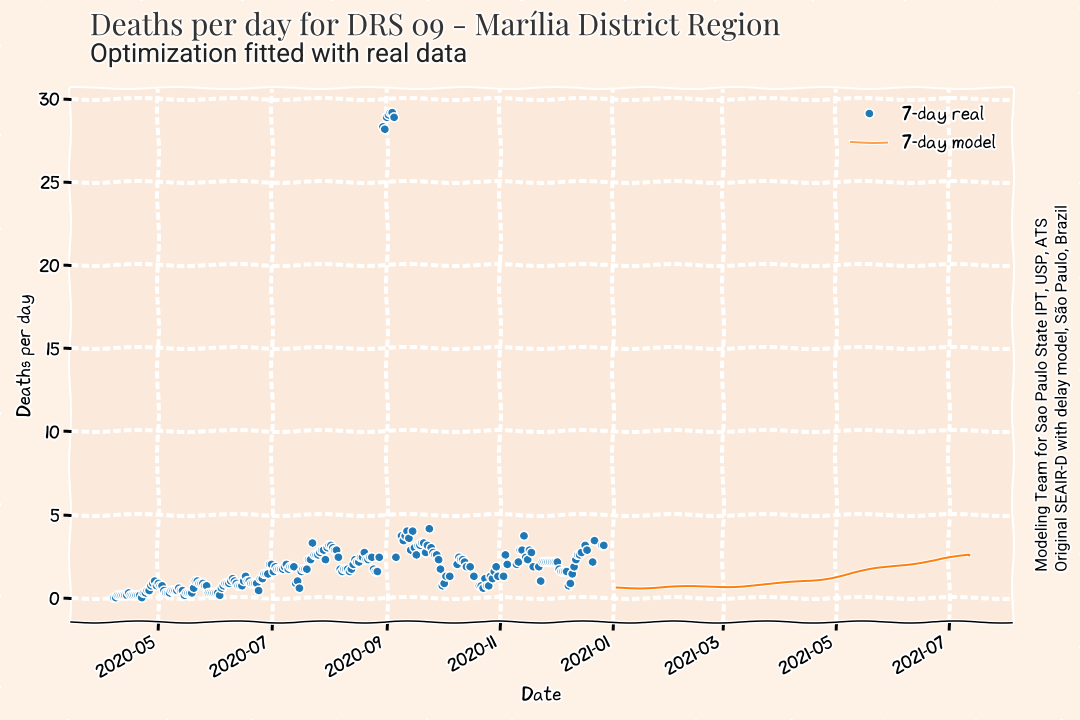 Deaths per day for DRS 09 - Marília District Region
Optimization fitted with real data
30
25
20
15
10
5
0
Deaths per day
7-day real
7-day model
2020-05
2020-07
2020-09
2020-11
2021-01
2021-03
2021-05
2021-07
Date
Modeling Team for Sao Paulo State IPT, USP, ATS
Original SEAIR-D with delay model, São Paulo, Brazil